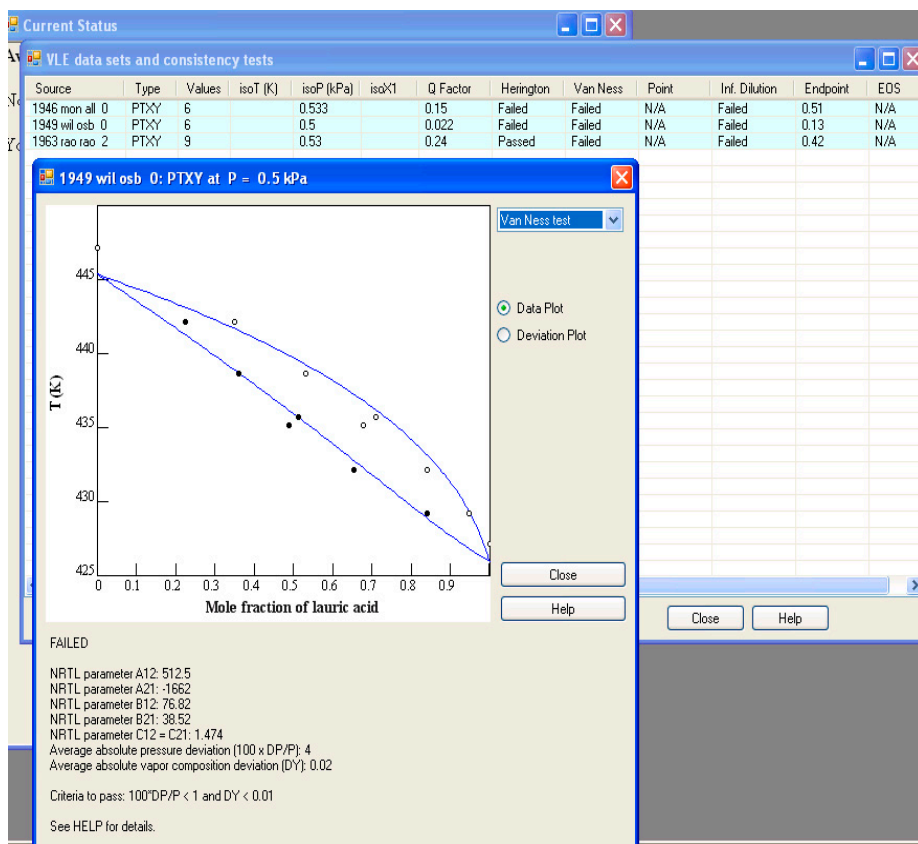 Current Status
Av
VLE data sets and consistency tests
Source Type Values isoT (K) isoP (kPa) isoX1 Q Factor Herington Van Ness Point Inf. Dilution Endpoint EOS
1946 mon all 0 PTXY 6 0.533 0.15 Failed Failed N/A Failed 0.51 N/A
1949 wil osb 0 PTXY 6 0.5 0.022 Failed Failed N/A Failed 0.13 N/A
1963 rao rao 2 PTXY 9 0.53 0.24 Passed Failed N/A Failed 0.42 N/A
1949 wil osb 0: PTXY at P = 0.5 kPa
Van Ness test
Data Plot
Deviation Plot
T (K)
445
440
435
430
425
0 0.1 0.2 0.3 0.4 0.5 0.6 0.7 0.8 0.9
Mole fraction of lauric acid
Close
Help
Close Help
FAILED
NRTL parameter A12: 512.5
NRTL parameter A21: -1662
NRTL parameter B12: 76.82
NRTL parameter B21: 38.52
NRTL parameter C12 = C21: 1.474
Average absolute pressure deviation (100 x DP/P): 4
Average absolute vapor composition deviation (DY): 0.02
Criteria to pass: 100*DP/P < 1 and DY < 0.01
See HELP for details.